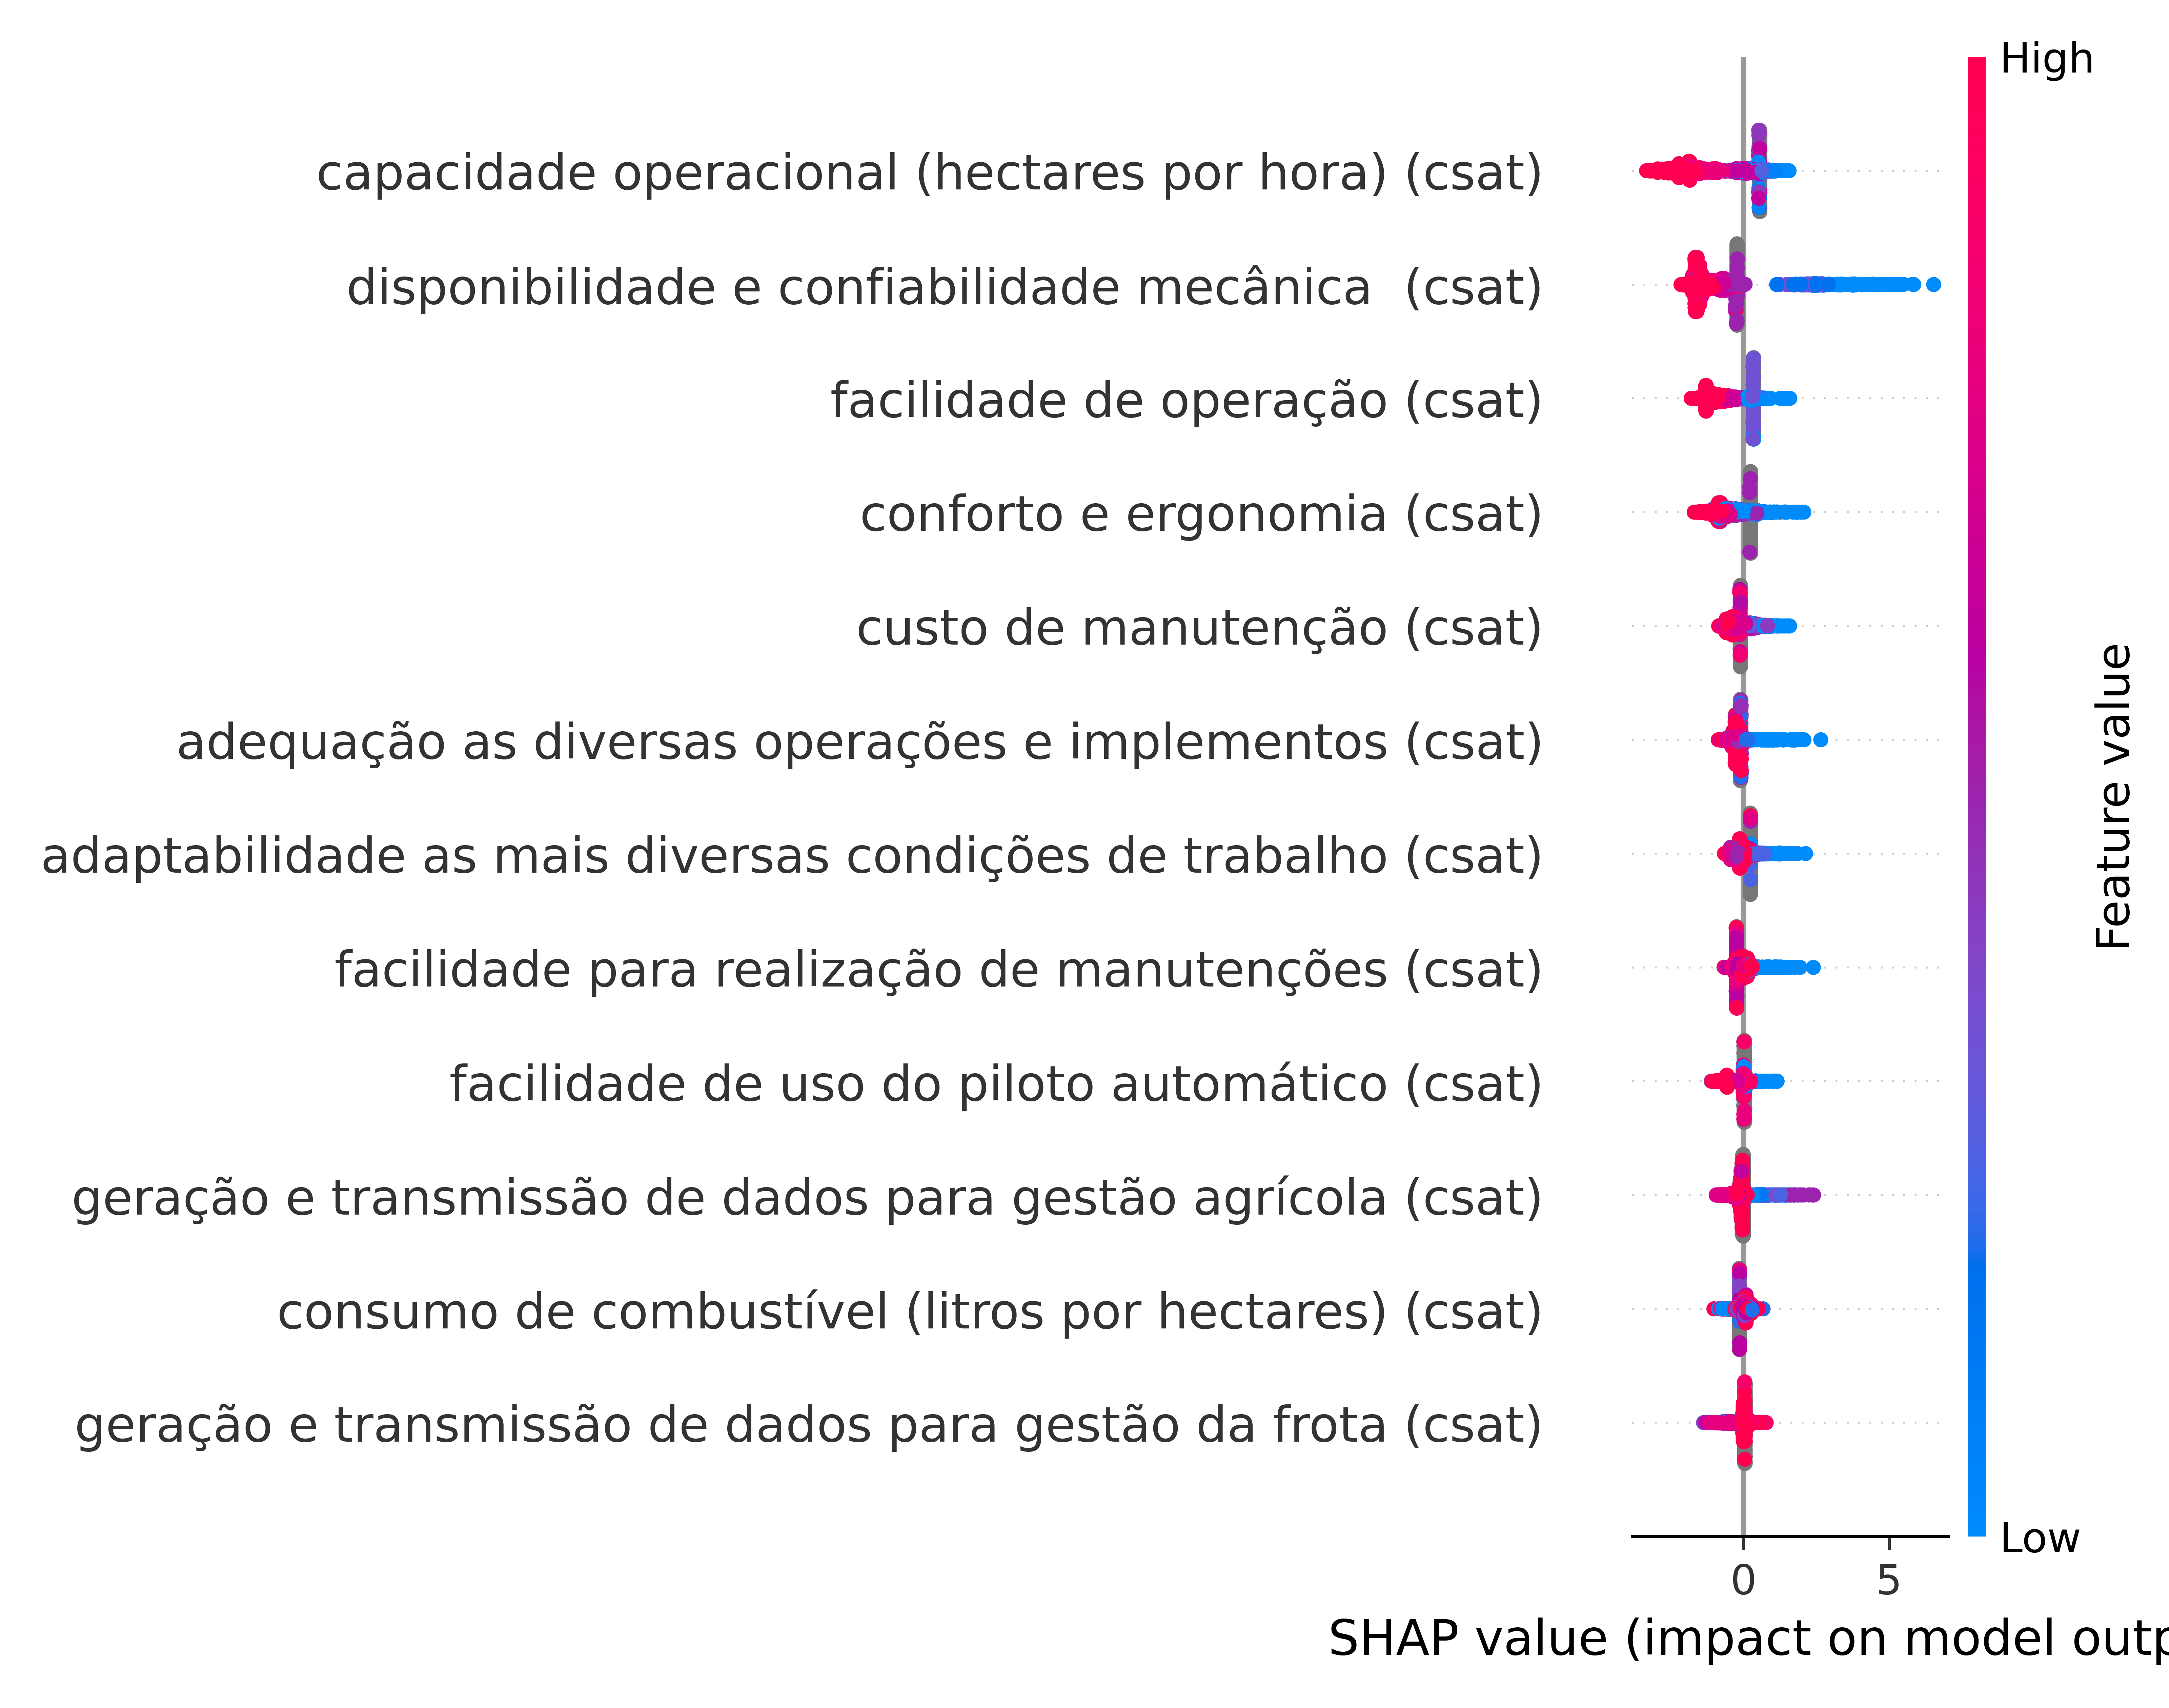 High
capacidade operacional (hectares por hora) (csat)
disponibilidade e confiabilidade mecânica  (csat)
facilidade de operação (csat)
conforto e ergonomia (csat)
custo de manutenção (csat)
adequação as diversas operações e implementos (csat)
adaptabilidade as mais diversas condições de trabalho (csat)
facilidade para realização de manutenções (csat)
facilidade de uso do piloto automático (csat)
geração e transmissão de dados para gestão agrícola (csat)
consumo de combustível (litros por hectares) (csat)
geração e transmissão de dados para gestão da frota (csat)
Feature value
Low
0 5
SHAP value (impact on model outp